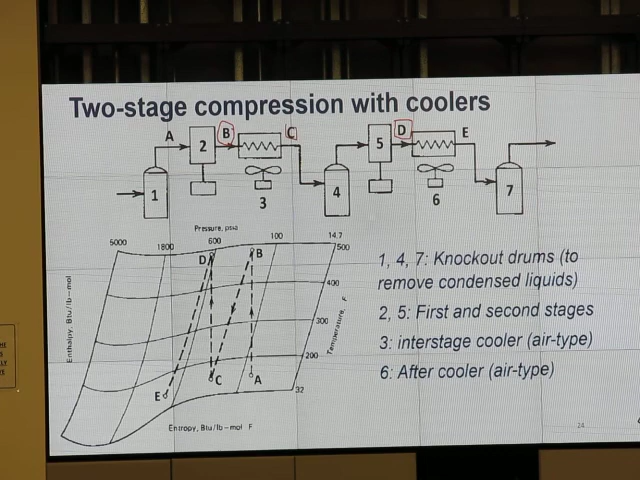 Two-stage compression with coolers
A
B
C
D
E
2
5
1
3
4
6
7
Pressure, psia
5000
1800
600
100
14.7
500
400
300
200
32
D
B
C
A
E
Enthalpy, Btu/lb-mol
Temperature, F
Entropy, Btu/lb-mol F
1, 4, 7: Knockout drums (to
remove condensed liquids)
2, 5: First and second stages
3: interstage cooler (air-type)
6: After cooler (air-type)
24